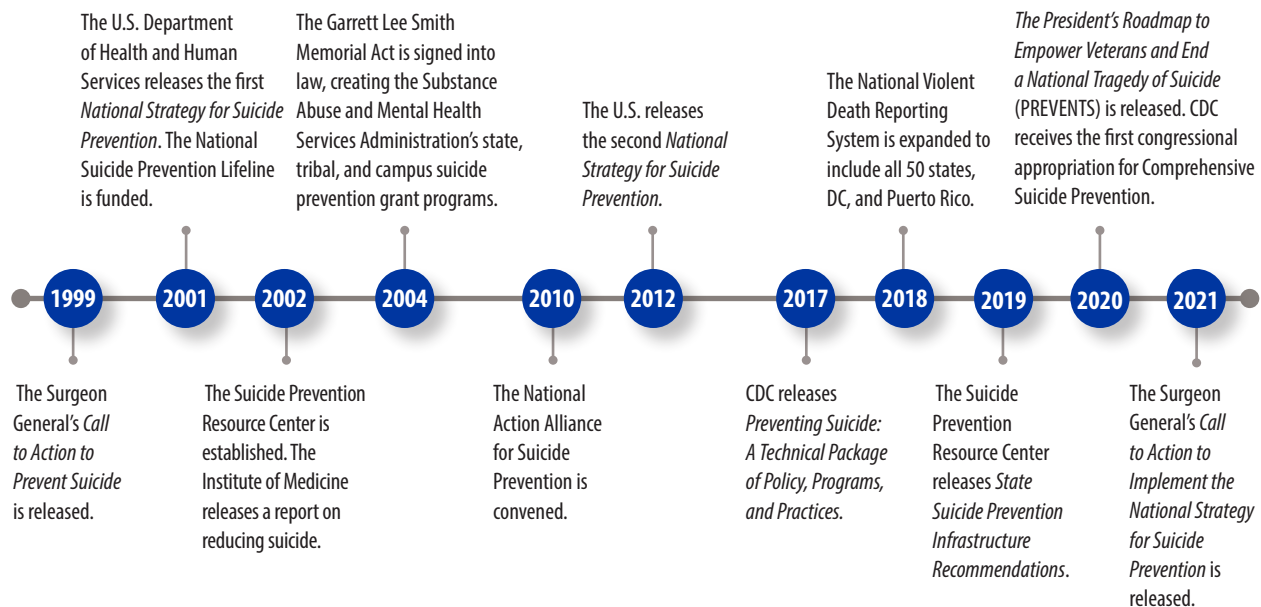 The U.S. Department
of Health and Human
Services releases the first
National Strategy for Suicide
Prevention. The National
Suicide Prevention Lifeline
is funded.
The Garrett Lee Smith
Memorial Act is signed into
law, creating the Substance
Abuse and Mental Health
Services Administration’s state,
tribal, and campus suicide
prevention grant programs.
The U.S. releases
the second National
Strategy for Suicide
Prevention.
The National Violent
Death Reporting
System is expanded to
include all 50 states,
DC, and Puerto Rico.
The President’s Roadmap to
Empower Veterans and End
a National Tragedy of Suicide
(PREVENTS) is released. CDC
receives the first congressional
appropriation for Comprehensive
Suicide Prevention.
1999
2001
2002
2004
2010
2012
2017
2018
2019
2020
2021
The Surgeon
General’s Call
to Action to
Prevent Suicide
is released.
The Suicide Prevention
Resource Center is
established. The
Institute of Medicine
releases a report on
reducing suicide.
The National
Action Alliance
for Suicide
Prevention is
convened.
CDC releases
Preventing Suicide:
A Technical Package
of Policy, Programs,
and Practices.
The Suicide
Prevention
Resource Center
releases State
Suicide Prevention
Infrastructure
Recommendations.
The Surgeon
General’s Call
to Action to
Implement the
National Strategy
for Suicide
Prevention is
released.